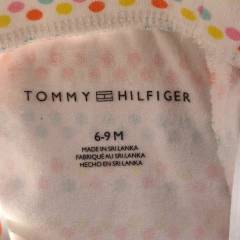 TOMMY HILFIGER
6-9 M
MADE IN SRI LANKA
FABRIQUÉ AU SRI LANKA
HECHO EN SRI LANKA